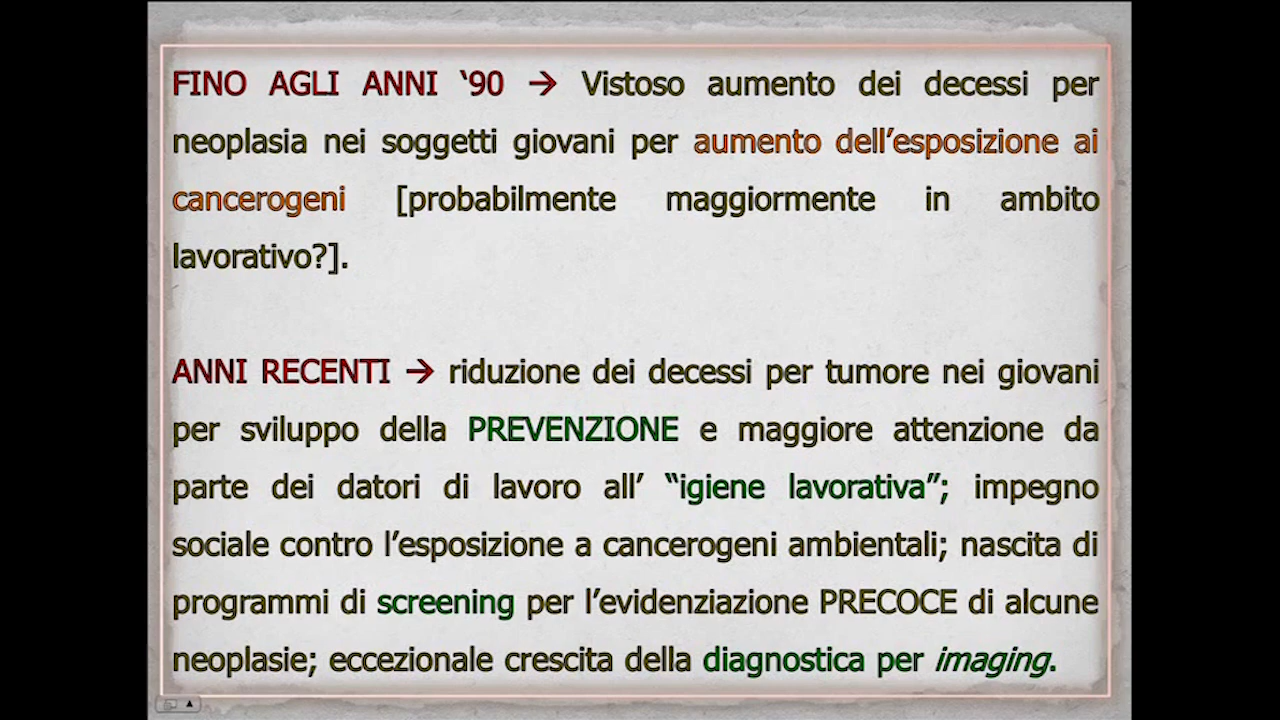 FINO AGLI ANNI ‘90 → Vistoso aumento dei decessi per
neoplasia nei soggetti giovani per aumento dell’esposizione ai
cancerogeni [probabilmente maggiormente in ambito
lavorativo?].
ANNI RECENTI → riduzione dei decessi per tumore nei giovani
per sviluppo della PREVENZIONE e maggiore attenzione da
parte dei datori di lavoro all’ “igiene lavorativa”; impegno
sociale contro l’esposizione a cancerogeni ambientali; nascita di
programmi di screening per l’evidenziazione PRECOCE di alcune
neoplasie; eccezionale crescita della diagnostica per imaging.